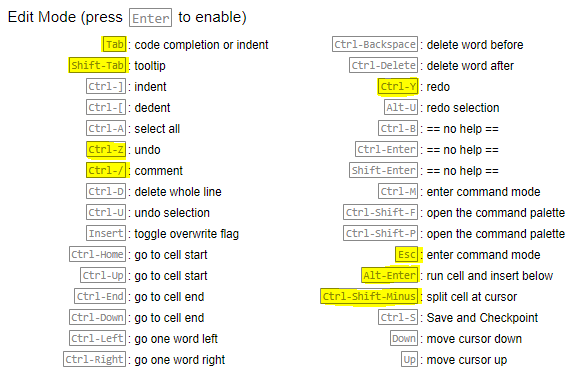 Edit Mode (press Enter to enable)
Tab : code completion or indent
Shift-Tab : tooltip
Ctrl-] : indent
Ctrl-[ : dedent
Ctrl-A : select all
Ctrl-Z : undo
Ctrl-/ : comment
Ctrl-D : delete whole line
Ctrl-U : undo selection
Insert : toggle overwrite flag
Ctrl-Home : go to cell start
Ctrl-Up : go to cell start
Ctrl-End : go to cell end
Ctrl-Down : go to cell end
Ctrl-Left : go one word left
Ctrl-Right : go one word right
Ctrl-Backspace : delete word before
Ctrl-Delete : delete word after
Ctrl-Y : redo
Alt-U : redo selection
Ctrl-B : == no help ==
Ctrl-Enter : == no help ==
Shift-Enter : == no help ==
Ctrl-M : enter command mode
Ctrl-Shift-F : open the command palette
Ctrl-Shift-P : open the command palette
Esc : enter command mode
Alt-Enter : run cell and insert below
Ctrl-Shift-Minus : split cell at cursor
Ctrl-S : Save and Checkpoint
Down : move cursor down
Up : move cursor up